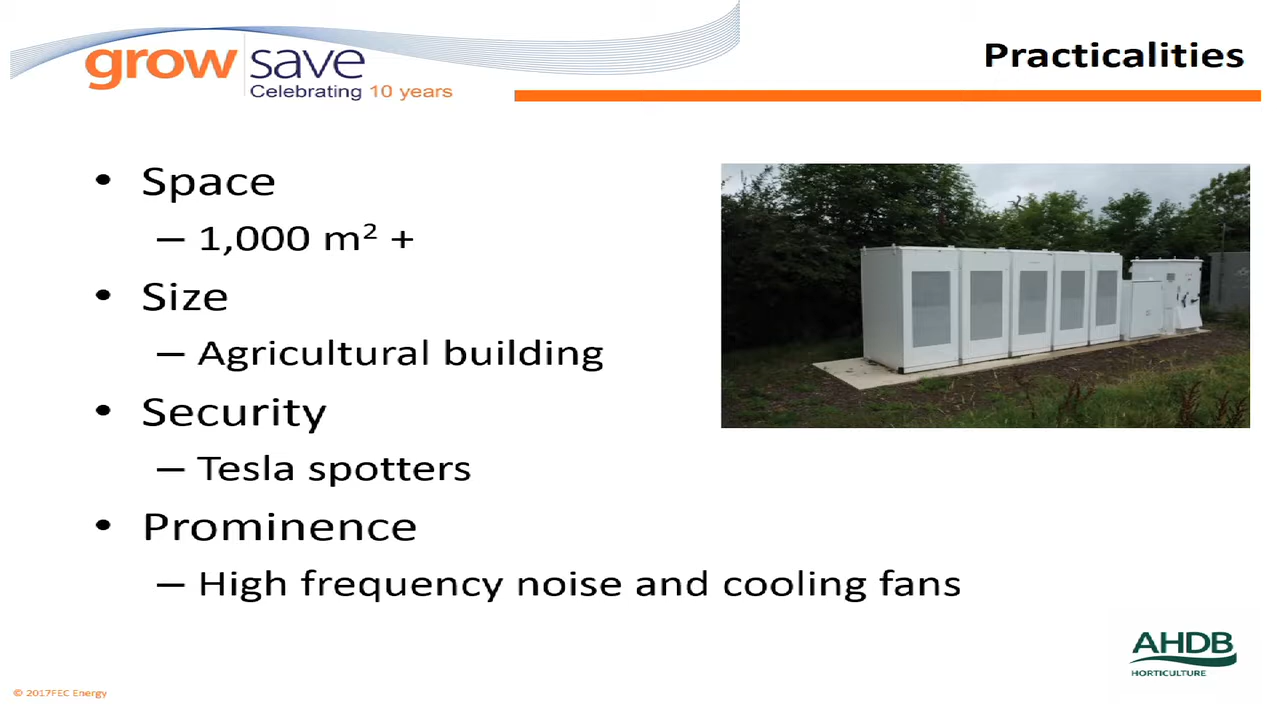 grow save
Celebrating 10 years
Practicalities
• Space
– 1,000 m² +
• Size
– Agricultural building
• Security
– Tesla spotters
• Prominence
– High frequency noise and cooling fans
AHDB
HORTICULTURE
© 2017FEC Energy